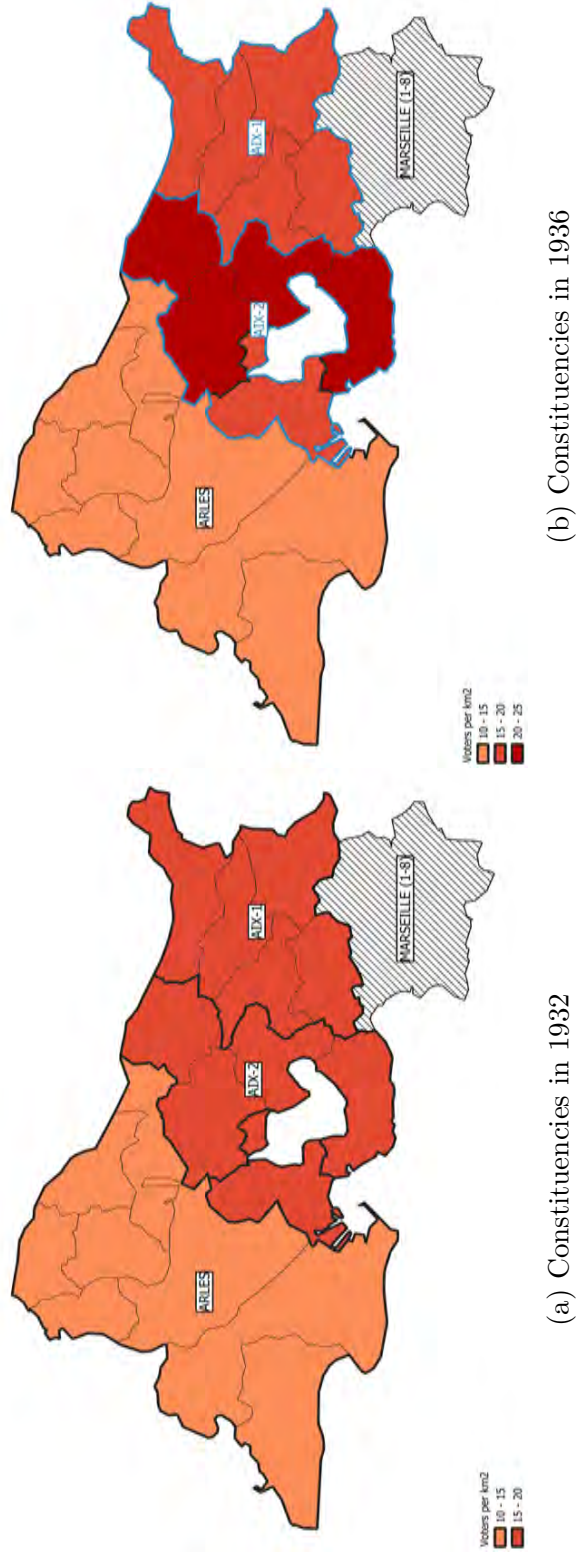 ARLES
AIX-2
AIX-1
MARSEILLE (1-8)
Voters per km2
10 - 15
15 - 20
(a) Constituencies in 1932
ARLES
AIX-2
AIX-1
MARSEILLE (1-8)
Voters per km2
10 - 15
15 - 20
20 - 25
(b) Constituencies in 1936